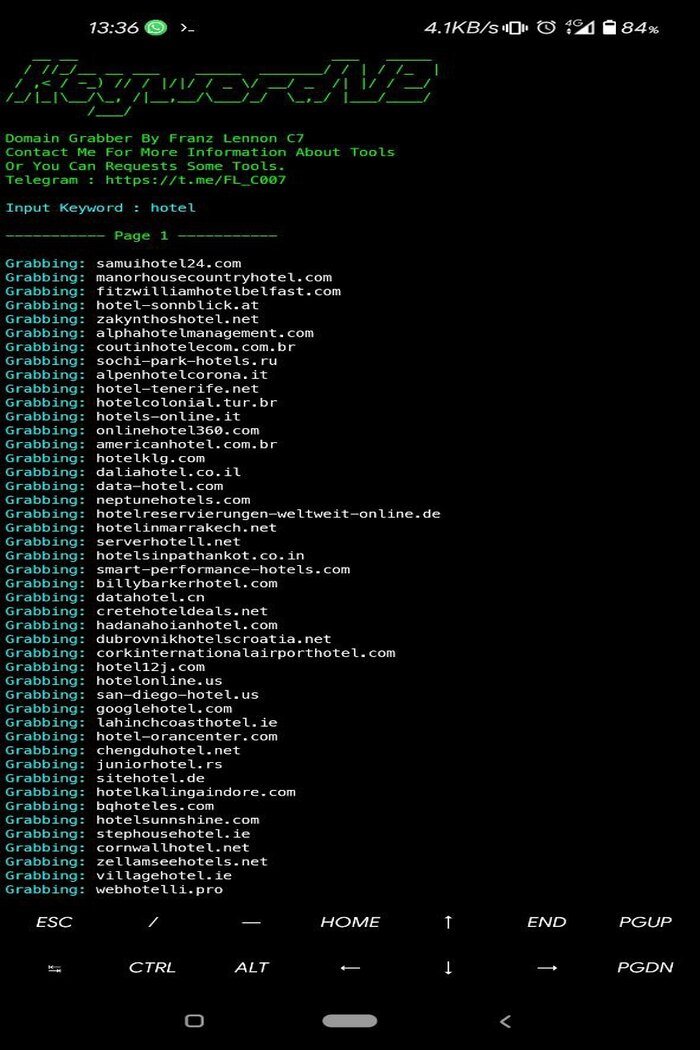 13:36 >_ 4.1KB/s 4G 84%
KeywordV2
Domain Grabber By Franz Lennon C7
Contact Me For More Information About Tools
Or You Can Requests Some Tools.
Telegram : https://t.me/FL_C007
Input Keyword : hotel
——————————— Page 1 ———————————
Grabbing: samuihotel24.com
Grabbing: manorhousecountryhotel.com
Grabbing: fitzwilliamhotelbelfast.com
Grabbing: hotel-sonnblick.at
Grabbing: zakynthoshotel.net
Grabbing: alphahotelmanagement.com
Grabbing: coutinhotelecom.com.br
Grabbing: sochi-park-hotels.ru
Grabbing: alpenhotelcorona.it
Grabbing: hotel-tenerife.net
Grabbing: hotelcolonial.tur.br
Grabbing: hotels-online.it
Grabbing: onlinehotel360.com
Grabbing: americanhotel.com.br
Grabbing: hotelklg.com
Grabbing: daliahotel.co.il
Grabbing: data-hotel.com
Grabbing: neptunehotels.com
Grabbing: hotelreservierungen-weltweit-online.de
Grabbing: hotelinmarrakech.net
Grabbing: serverhotell.net
Grabbing: hotelsinpathankot.co.in
Grabbing: smart-performance-hotels.com
Grabbing: billybarkerhotel.com
Grabbing: datahotel.cn
Grabbing: cretehoteldeals.net
Grabbing: hadanahoianhotel.com
Grabbing: dubrovnikhotelscroatia.net
Grabbing: corkinternationalairporthotel.com
Grabbing: hotel12j.com
Grabbing: hotelonline.us
Grabbing: san-diego-hotel.us
Grabbing: googlehotel.com
Grabbing: lahinchcoasthotel.ie
Grabbing: hotel-orancenter.com
Grabbing: chengduhotel.net
Grabbing: juniorhotel.rs
Grabbing: sitehotel.de
Grabbing: hotelkalingaindore.com
Grabbing: bqhoteles.com
Grabbing: hotelsunnshine.com
Grabbing: stephousehotel.ie
Grabbing: cornwallhotel.net
Grabbing: zellamseehotels.net
Grabbing: villagehotel.ie
Grabbing: webhotelli.pro
ESC / — HOME ↑ END PGUP
↹ CTRL ALT ← ↓ → PGDN